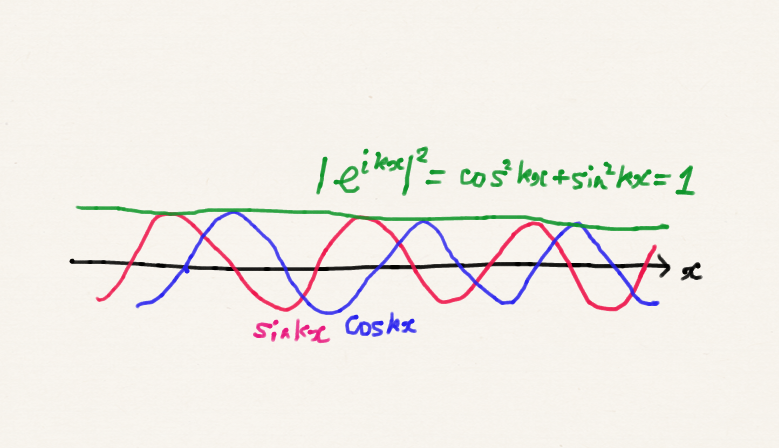 |e^{ikx}|² = cos²kx+sin²kx=1
x
sinkx coskx